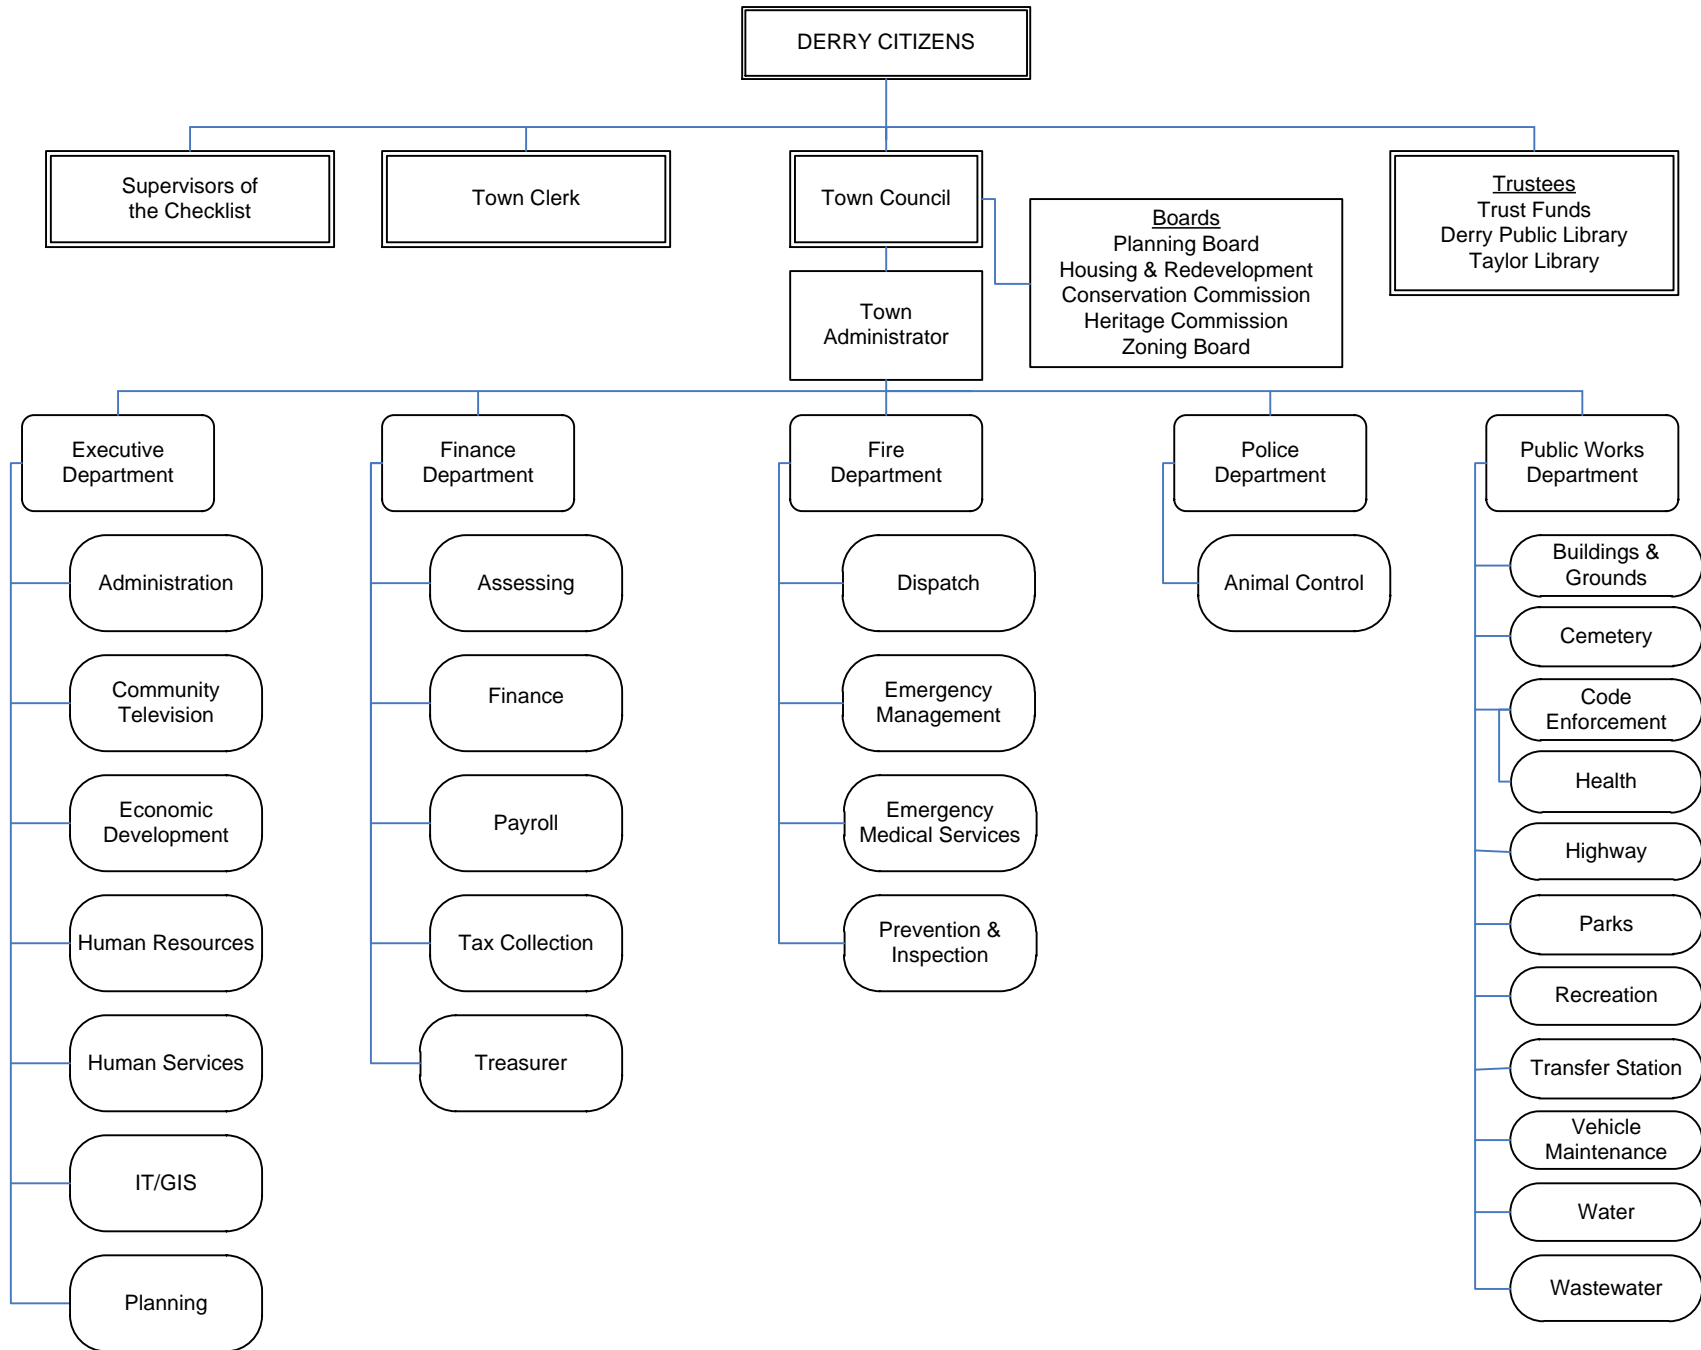 DERRY CITIZENS
Supervisors of
the Checklist
Town Clerk
Town Council
Trustees
Trust Funds
Derry Public Library
Taylor Library
Boards
Planning Board
Housing & Redevelopment
Conservation Commission
Heritage Commission
Zoning Board
Town
Administrator
Executive
Department
Administration
Community
Television
Economic
Development
Human Resources
Human Services
IT/GIS
Planning
Finance
Department
Assessing
Finance
Payroll
Tax Collection
Treasurer
Fire
Department
Dispatch
Emergency
Management
Emergency
Medical Services
Prevention &
Inspection
Police
Department
Animal Control
Public Works
Department
Buildings &
Grounds
Cemetery
Code
Enforcement
Health
Highway
Parks
Recreation
Transfer Station
Vehicle
Maintenance
Water
Wastewater